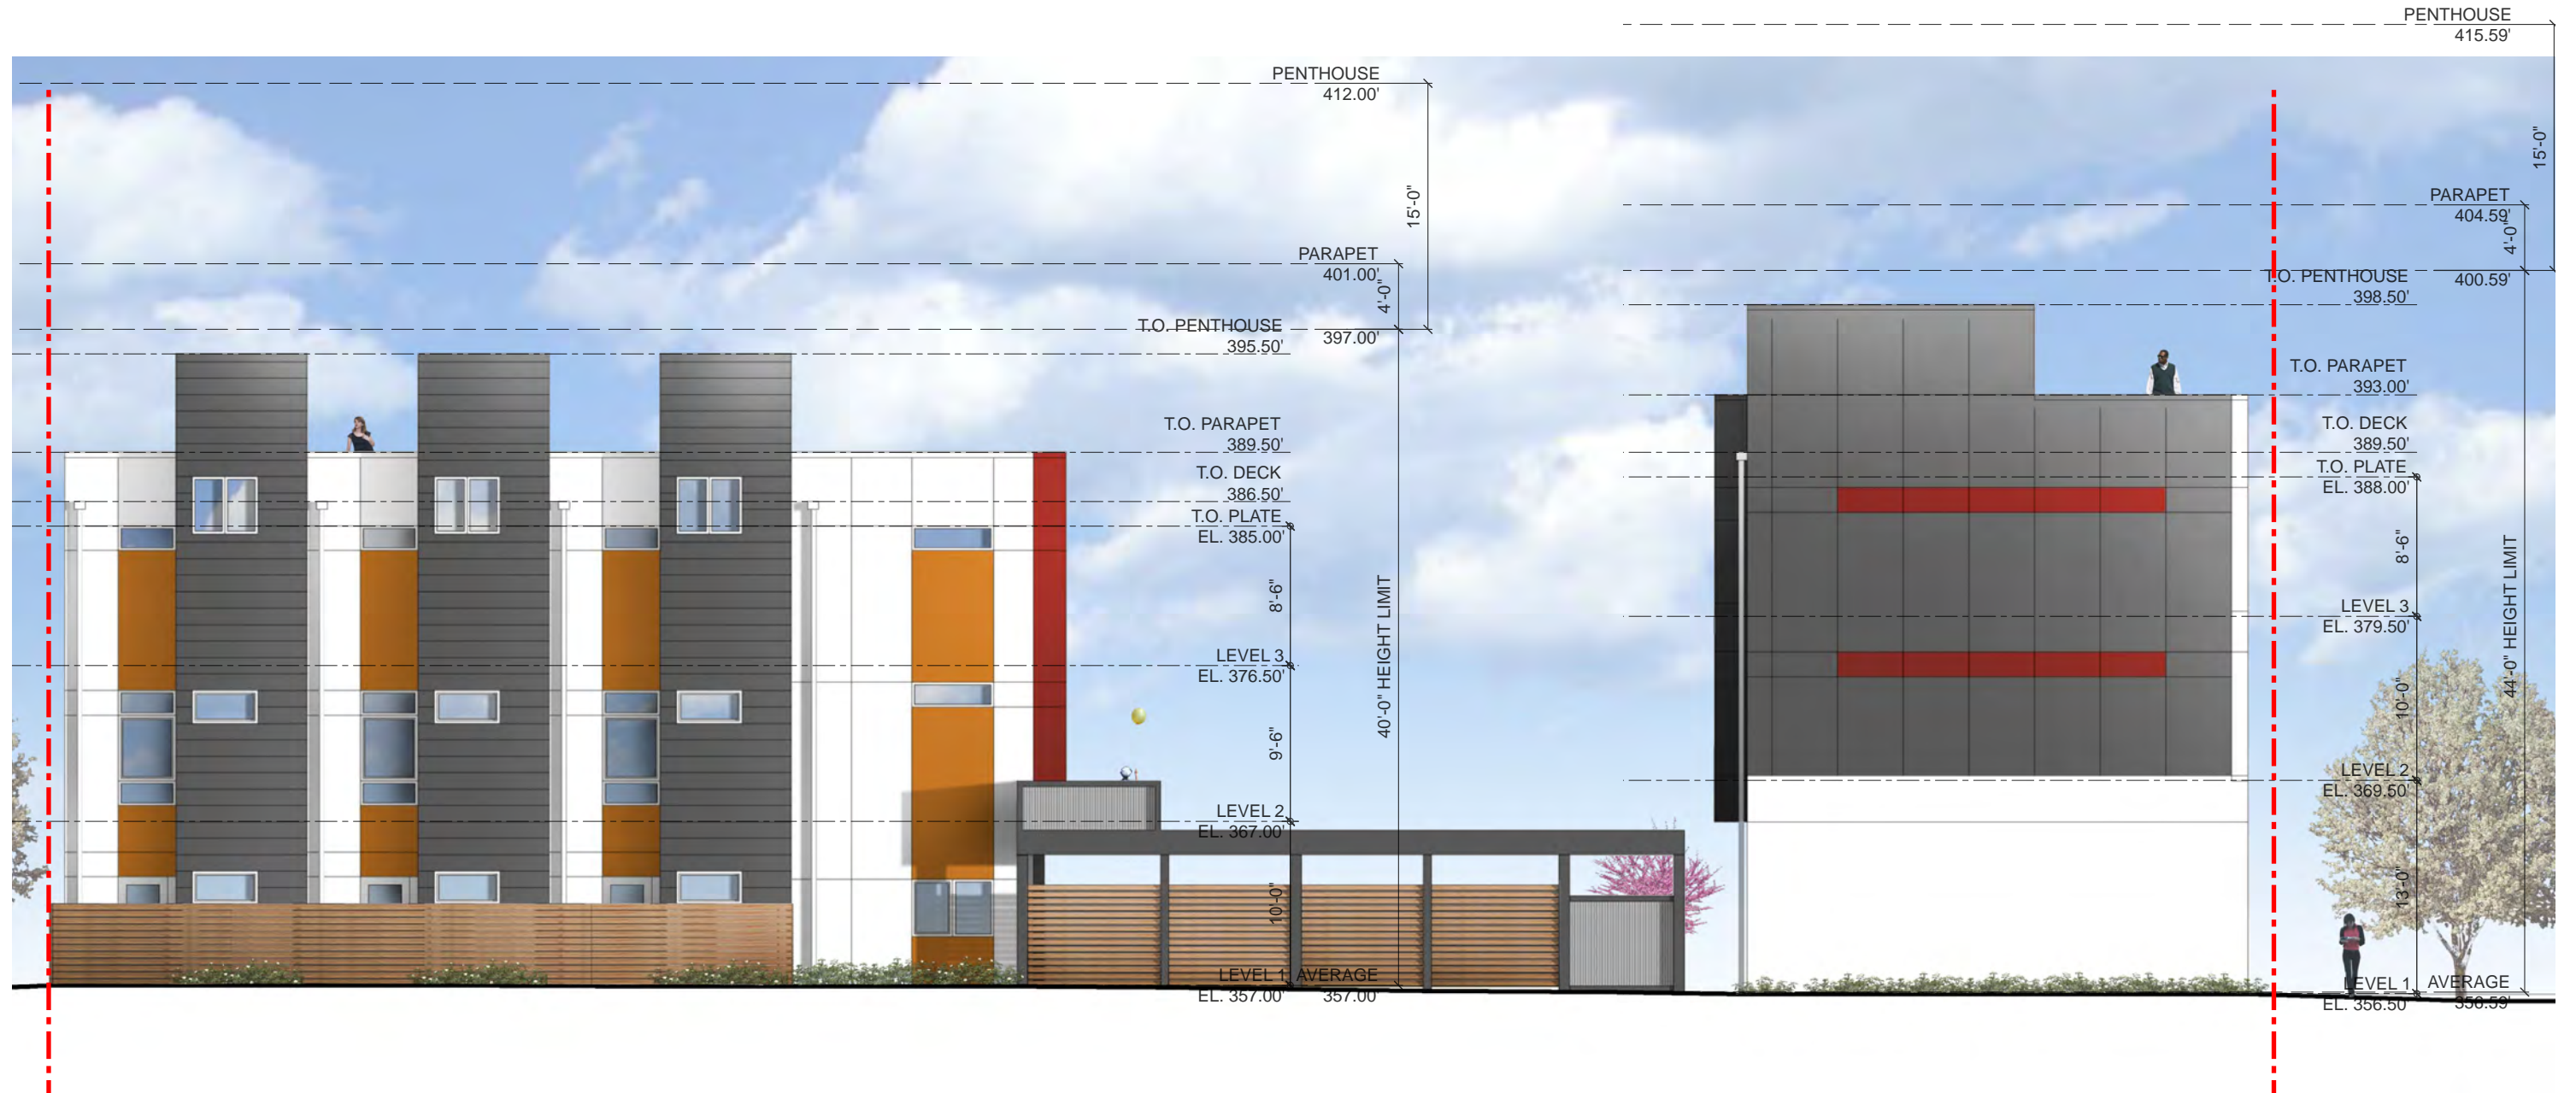 PENTHOUSE
415.59'
15'-0"
PARAPET
404.59'
4'-0"
T.O. PENTHOUSE
398.50'
400.59'
T.O. PARAPET
393.00'
T.O. DECK
389.50'
T.O. PLATE
EL. 388.00'
8'-6"
44'-0" HEIGHT LIMIT
LEVEL 3
EL. 379.50'
10'-0"
LEVEL 2
EL. 369.50'
13'-0"
LEVEL 1
EL. 356.50'
AVERAGE
356.59'
PENTHOUSE
412.00'
15'-0"
PARAPET
401.00'
4'-0"
T.O. PENTHOUSE
395.50'
397.00'
T.O. PARAPET
389.50'
T.O. DECK
386.50'
T.O. PLATE
EL. 385.00'
8'-6"
40'-0" HEIGHT LIMIT
LEVEL 3
EL. 376.50'
9'-6"
LEVEL 2
EL. 367.00'
10'-0"
LEVEL 1
EL. 357.00'
AVERAGE
357.00